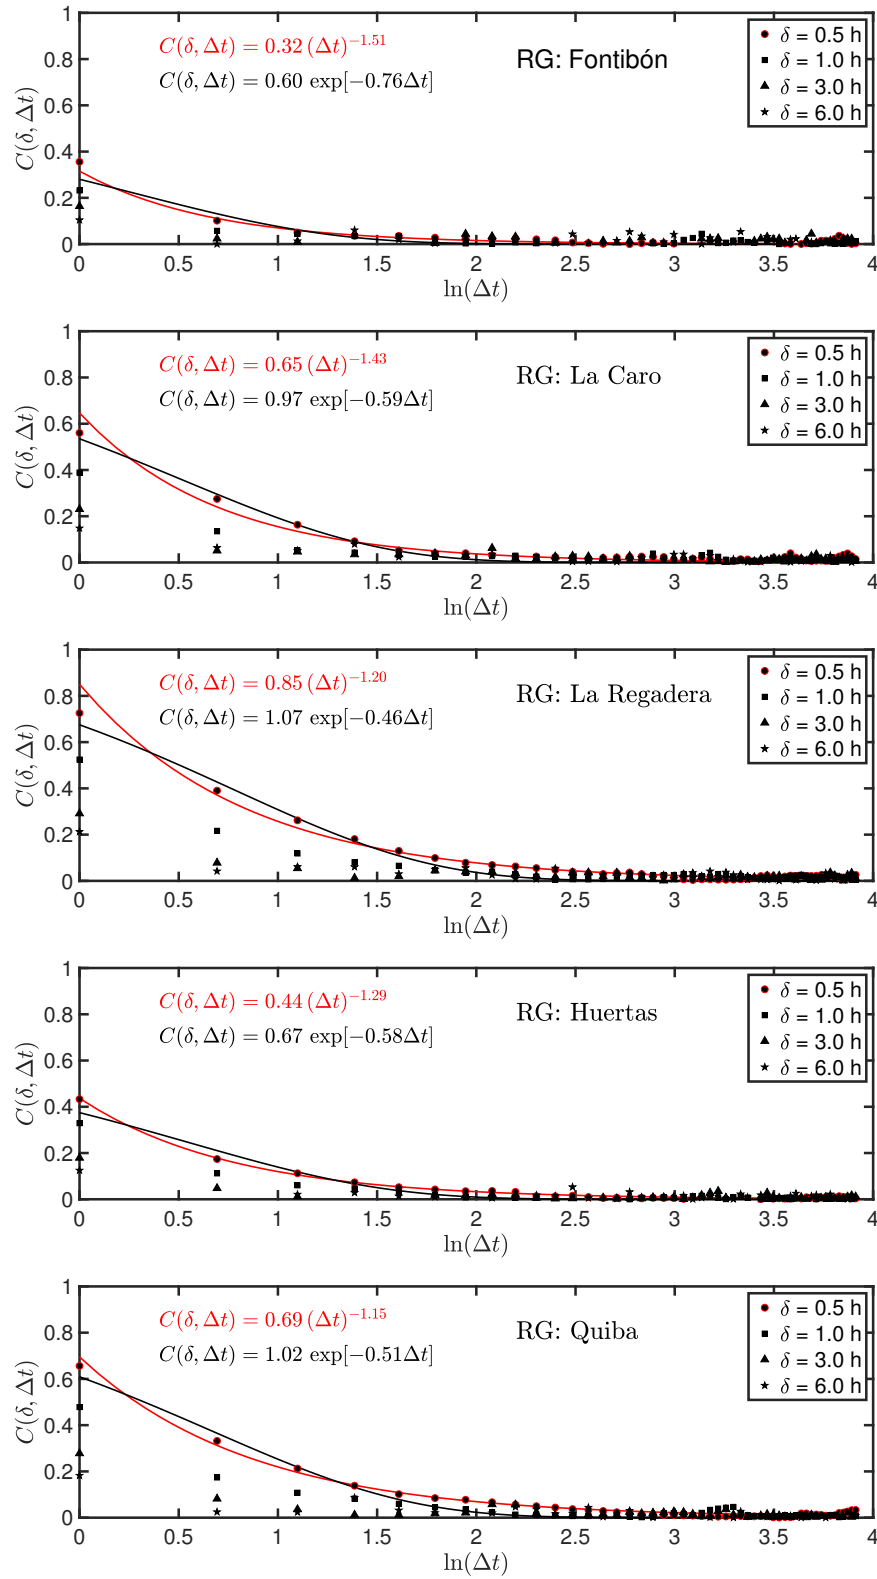 C(δ, Δt) = 0.32 (Δt)^−1.51
C(δ, Δt) = 0.60 exp[−0.76Δt]
RG: Fontibón
δ = 0.5 h
δ = 1.0 h
δ = 3.0 h
δ = 6.0 h
C(δ, Δt)
1
0.8
0.6
0.4
0.2
0
0 0.5 1 1.5 2 2.5 3 3.5 4
ln(Δt)
C(δ, Δt) = 0.65 (Δt)^−1.43
C(δ, Δt) = 0.97 exp[−0.59Δt]
RG: La Caro
δ = 0.5 h
δ = 1.0 h
δ = 3.0 h
δ = 6.0 h
C(δ, Δt)
1
0.8
0.6
0.4
0.2
0
0 0.5 1 1.5 2 2.5 3 3.5 4
ln(Δt)
C(δ, Δt) = 0.85 (Δt)^−1.20
C(δ, Δt) = 1.07 exp[−0.46Δt]
RG: La Regadera
δ = 0.5 h
δ = 1.0 h
δ = 3.0 h
δ = 6.0 h
C(δ, Δt)
1
0.8
0.6
0.4
0.2
0
0 0.5 1 1.5 2 2.5 3 3.5 4
ln(Δt)
C(δ, Δt) = 0.44 (Δt)^−1.29
C(δ, Δt) = 0.67 exp[−0.58Δt]
RG: Huertas
δ = 0.5 h
δ = 1.0 h
δ = 3.0 h
δ = 6.0 h
C(δ, Δt)
1
0.8
0.6
0.4
0.2
0
0 0.5 1 1.5 2 2.5 3 3.5 4
ln(Δt)
C(δ, Δt) = 0.69 (Δt)^−1.15
C(δ, Δt) = 1.02 exp[−0.51Δt]
RG: Quiba
δ = 0.5 h
δ = 1.0 h
δ = 3.0 h
δ = 6.0 h
C(δ, Δt)
1
0.8
0.6
0.4
0.2
0
0 0.5 1 1.5 2 2.5 3 3.5 4
ln(Δt)